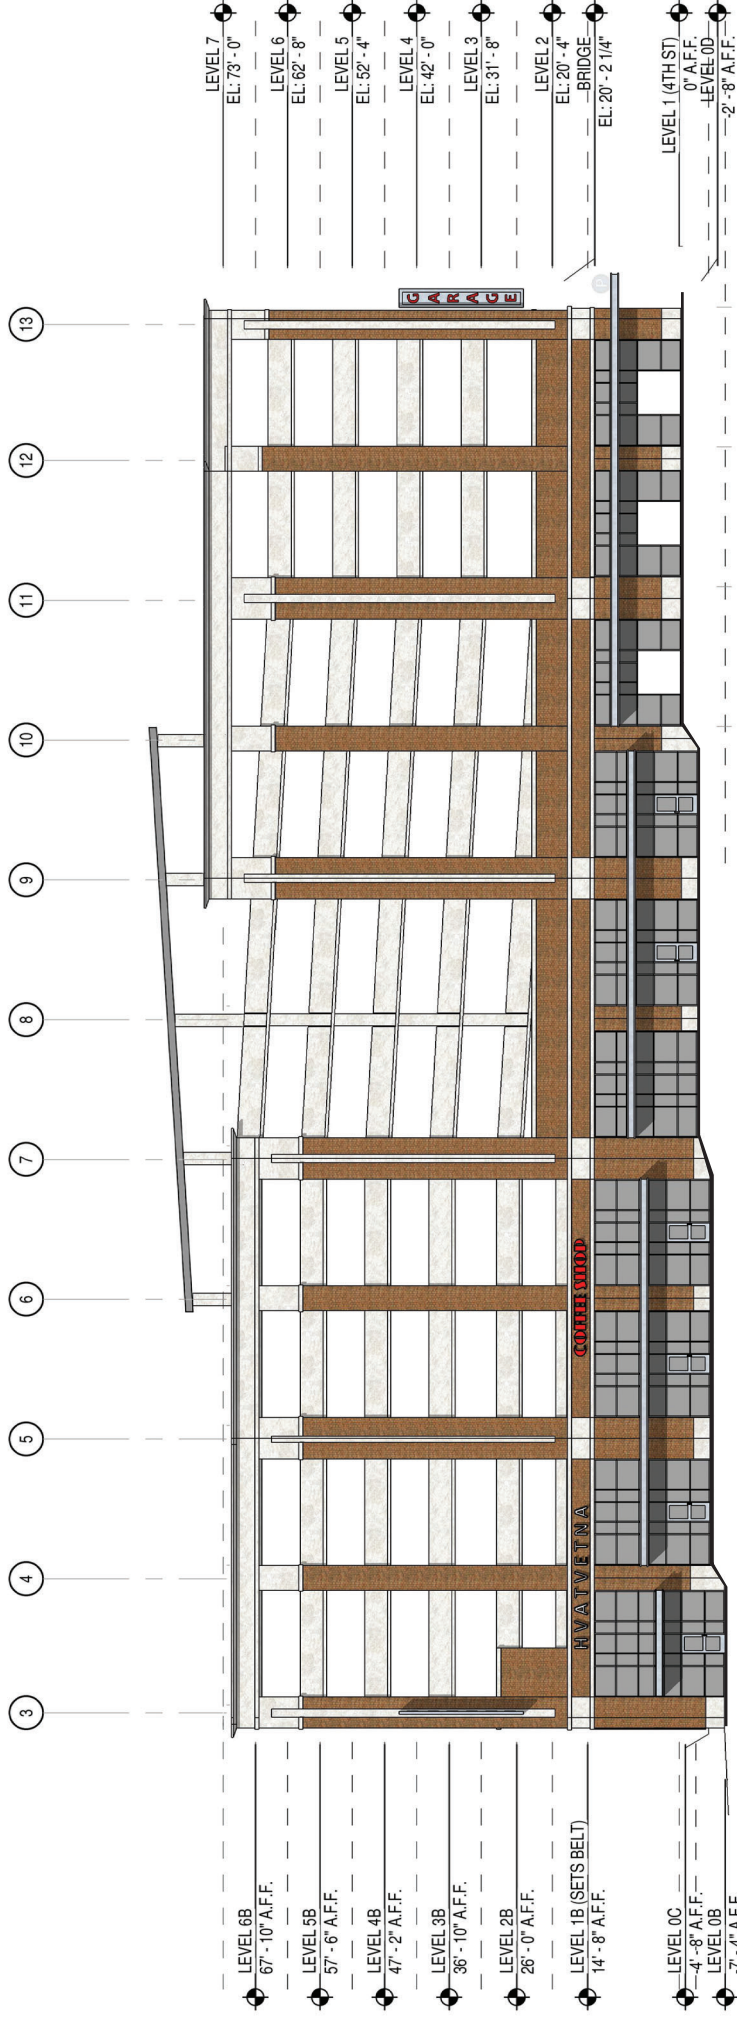 LEVEL 7
EL: 73' - 0"
LEVEL 6
EL: 62' - 8"
LEVEL 5
EL: 52' - 4"
LEVEL 4
EL: 42' - 0"
LEVEL 3
EL: 31' - 8"
LEVEL 2
EL: 20' - 4"
BRIDGE
EL: 20' - 2 1/4"
LEVEL 1 (4TH ST)
0" A.F.F.
LEVEL 0D
-2' - 8" A.F.F.
13
12
11
10
9
8
7
6
5
4
3
GARAGE
COFFEE SHOP
HVATVETNA
LEVEL 6B
67' - 10" A.F.F.
LEVEL 5B
57' - 6" A.F.F.
LEVEL 4B
47' - 2" A.F.F.
LEVEL 3B
36' - 10" A.F.F.
LEVEL 2B
26' - 0" A.F.F.
LEVEL 1B (SETS BELT)
14' - 8" A.F.F.
LEVEL 0C
-4' - 8" A.F.F.
LEVEL 0B
-7' - 4" A.F.F.